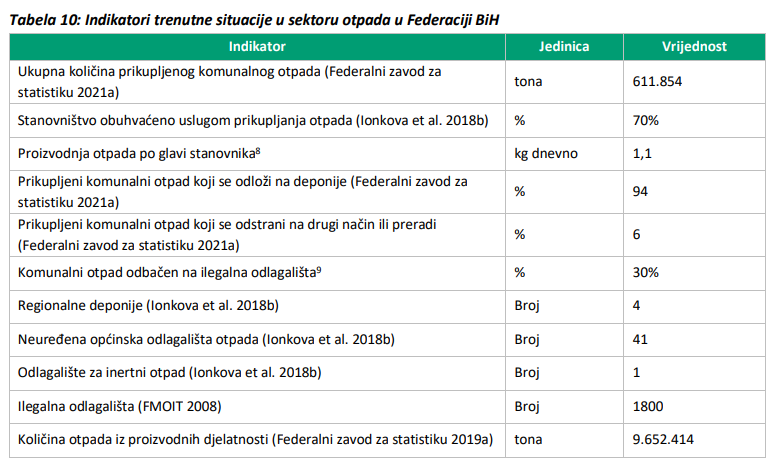 Tabela 10: Indikatori trenutne situacije u sektoru otpada u Federaciji BiH
Indikator Jedinica Vrijednost
Ukupna količina prikupljenog komunalnog otpada (Federalni zavod za
statistiku 2021a) tona 611.854
Stanovništvo obuhvaćeno uslugom prikupljanja otpada (Ionkova et al. 2018b) % 70%
Proizvodnja otpada po glavi stanovnika⁸ kg dnevno 1,1
Prikupljeni komunalni otpad koji se odloži na deponije (Federalni zavod za
statistiku 2021a) % 94
Prikupljeni komunalni otpad koji se odstrani na drugi način ili preradi
(Federalni zavod za statistiku 2021a) % 6
Komunalni otpad odbačen na ilegalna odlagališta⁹ % 30%
Regionalne deponije (Ionkova et al. 2018b) Broj 4
Neuređena općinska odlagališta otpada (Ionkova et al. 2018b) Broj 41
Odlagalište za inertni otpad (Ionkova et al. 2018b) Broj 1
Ilegalna odlagališta (FMOIT 2008) Broj 1800
Količina otpada iz proizvodnih djelatnosti (Federalni zavod za statistiku 2019a) tona 9.652.414